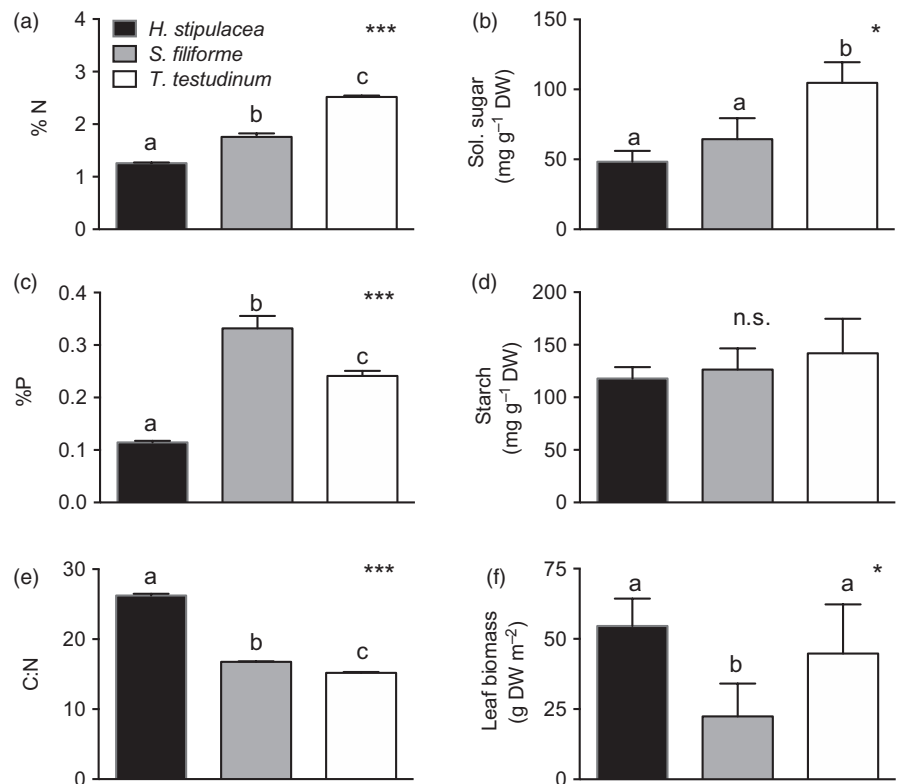 (a)
% N
4
3
2
1
0
H. stipulacea
S. filiforme
T. testudinum
a
b
c
***
(b)
Sol. sugar
(mg g⁻¹ DW)
150
100
50
0
a
a
b
*
(c)
%P
0.4
0.3
0.2
0.1
0.0
a
b
c
***
(d)
Starch
(mg g⁻¹ DW)
200
150
100
50
0
n.s.
(e)
C:N
30
20
10
0
a
b
c
***
(f)
Leaf biomass
(g DW m⁻²)
75
50
25
0
a
b
a
*